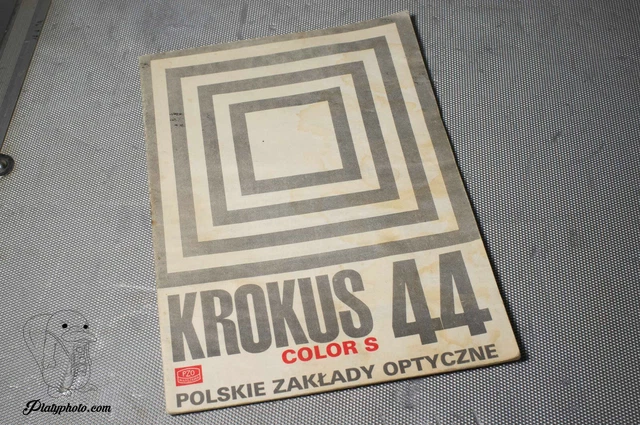 KROKUS 44
COLOR S
PZO
POLSKIE ZAKŁADY OPTYCZNE
Platyphoto.com